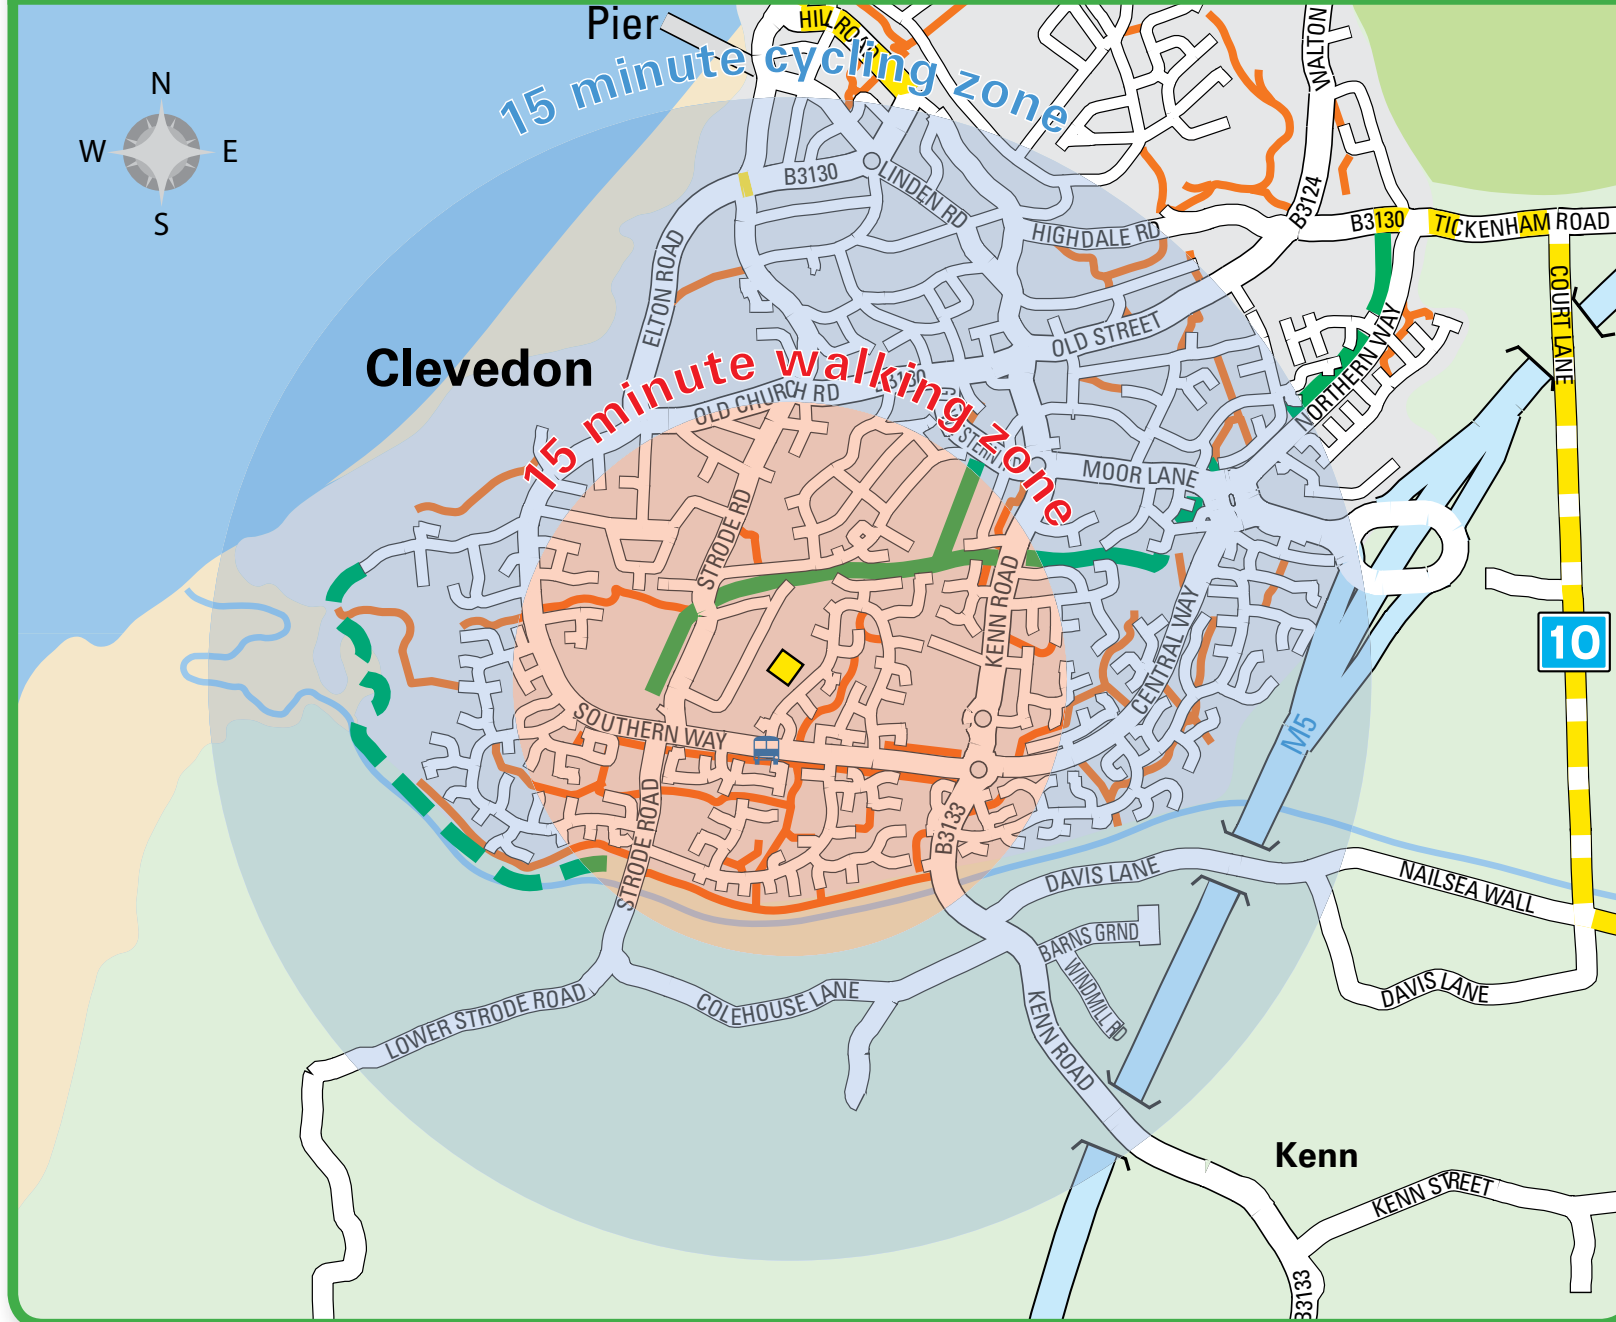 Pier
HILL ROAD
15 minute cycling zone
WALTON
N
W E
S
B3130
LINDEN RD
HIGHDALE RD
B3124
B3130
TICKENHAM ROAD
COURT LANE
ELTON ROAD
OLD STREET
NORTHERN WAY
Clevedon
15 minute walking zone
OLD CHURCH RD
B3130
MOOR LANE
STRODE RD
KENN ROAD
CENTRAL WAY
10
SOUTHERN WAY
M5
STRODE ROAD
B3133
DAVIS LANE
NAILSEA WALL
BARNS GRND
WINDMILL RD
DAVIS LANE
COLEHOUSE LANE
LOWER STRODE ROAD
KENN ROAD
Kenn
KENN STREET
B3133